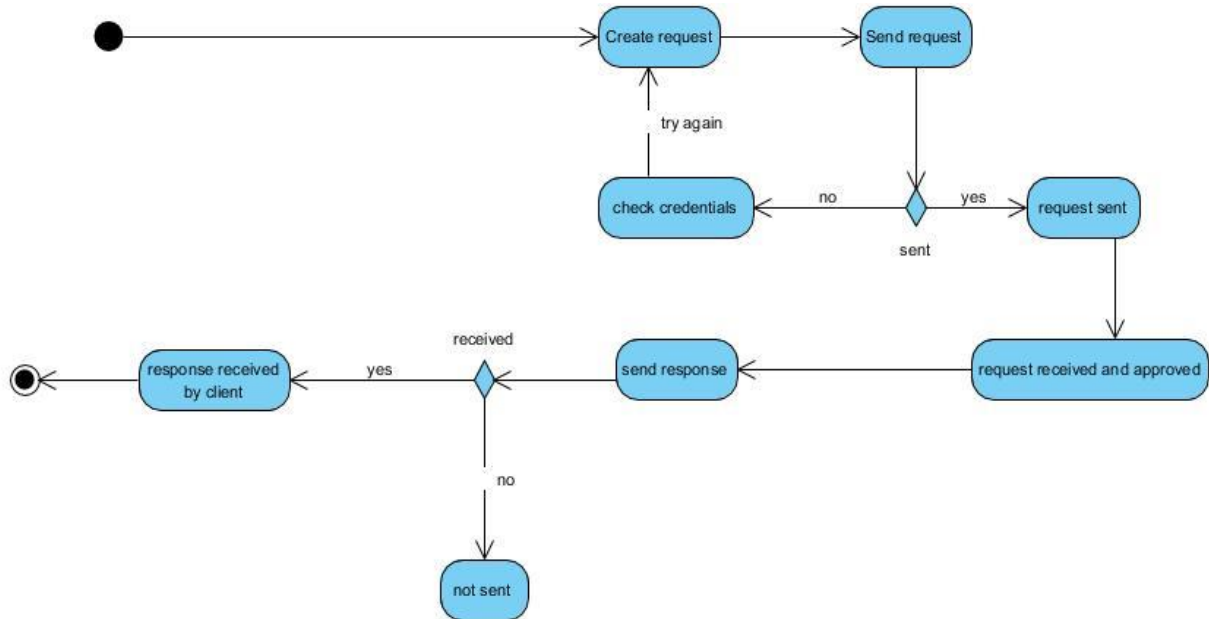 Create request
Send request
try again
check credentials
no
yes
request sent
sent
received
response received
by client
yes
send response
request received and approved
no
not sent